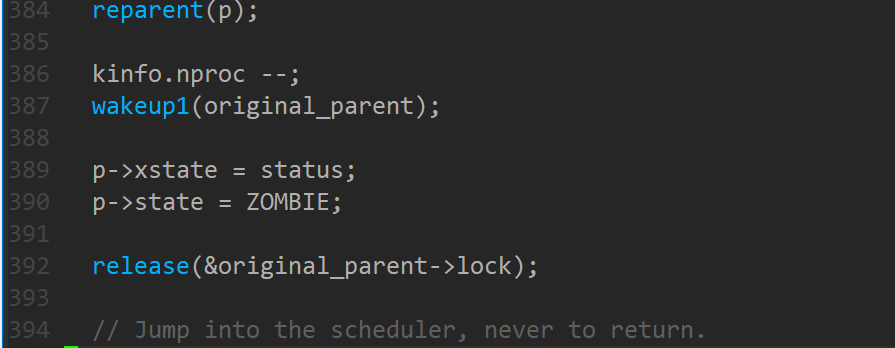 384 reparent(p);
385
386 kinfo.nproc --;
387 wakeup1(original_parent);
388
389 p->xstate = status;
390 p->state = ZOMBIE;
391
392 release(&original_parent->lock);
393
394 // Jump into the scheduler, never to return.